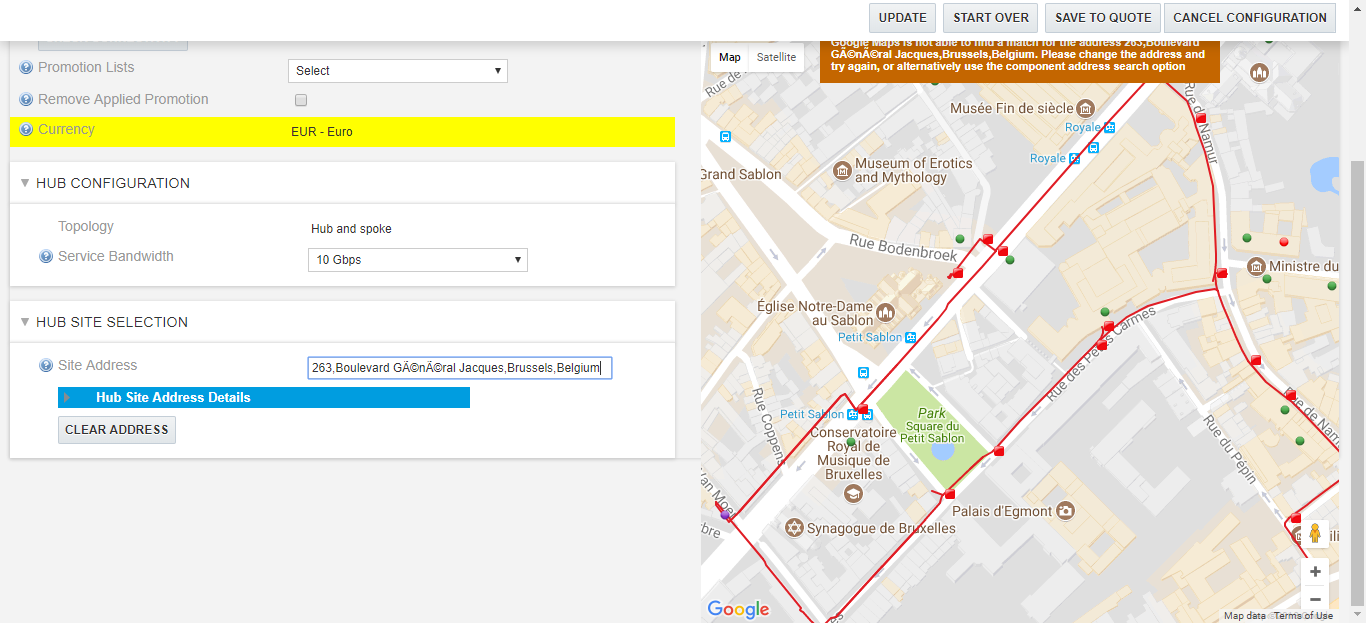 UPDATE
START OVER
SAVE TO QUOTE
CANCEL CONFIGURATION
Promotion Lists
Select
Remove Applied Promotion
Currency
EUR - Euro
HUB CONFIGURATION
Topology
Hub and spoke
Service Bandwidth
10 Gbps
HUB SITE SELECTION
Site Address
263,Boulevard GÃ©nÃ©ral Jacques,Brussels,Belgium
Hub Site Address Details
CLEAR ADDRESS
Map
Satellite
Google Maps is not able to find a match for the address 263,Boulevard
GÃ©nÃ©ral Jacques,Brussels,Belgium. Please change the address and
try again, or alternatively use the component address search option
Rue de
Musée Fin de siècle
Royale
Royale
Rue de Namur
Museum of Erotics
and Mythology
Grand Sablon
Rue Bodenbroek
Ministre du
Église Notre-Dame
au Sablon
Petit Sablon
Rue des Petits Carmes
Rue Coppens
Petit Sablon
Park
Square du
Petit Sablon
Conservatoire
Royal de
Musique de
Bruxelles
Rue de Nam
Rue du Pépin
Palais d'Egmont
Synagogue de Bruxelles
Google
Map data
Terms of Use